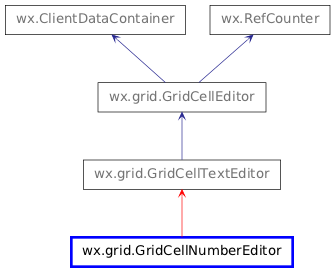 wx.ClientDataContainer
wx.RefCounter
wx.grid.GridCellEditor
wx.grid.GridCellTextEditor
wx.grid.GridCellNumberEditor